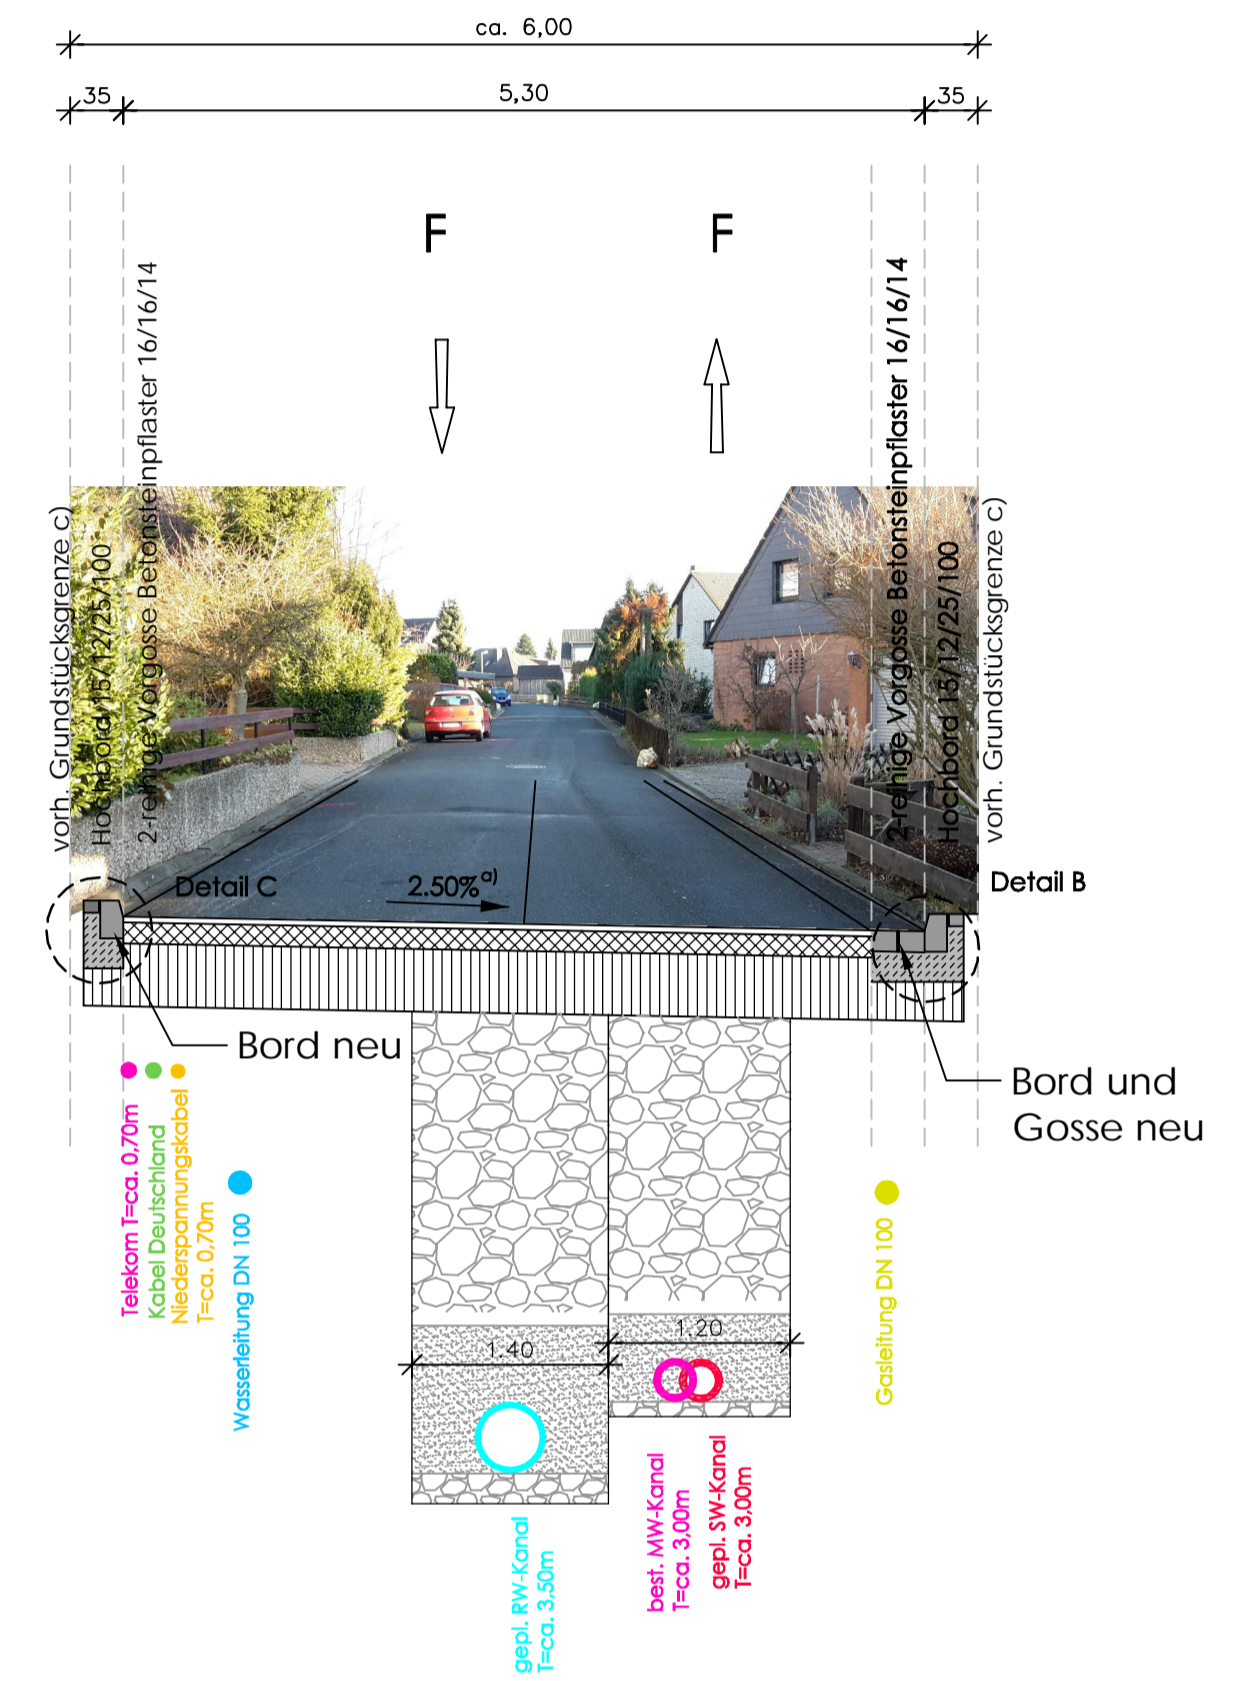 ca. 6,00
35
5,30
35
F
F
vorh. Grundstücksgrenze c)
Hochbord 15/12/25/100
2-reihige Vorgosse Betonsteinpflaster 16/16/14
2-reihige Vorgosse Betonsteinpflaster 16/16/14
Hochbord 15/12/25/100
vorh. Grundstücksgrenze c)
Detail C
2.50%a)
Detail B
Bord neu
Bord und
Gosse neu
Telekom T=ca. 0,70m
Kabel Deutschland
Niederspannungskabel
T=ca. 0,70m
Wasserleitung DN 100
Gasleitung DN 100
1.40
1.20
gepl. RW-Kanal
T=ca. 3,50m
best. MW-Kanal
T=ca. 3,00m
gepl. SW-Kanal
T=ca. 3,00m